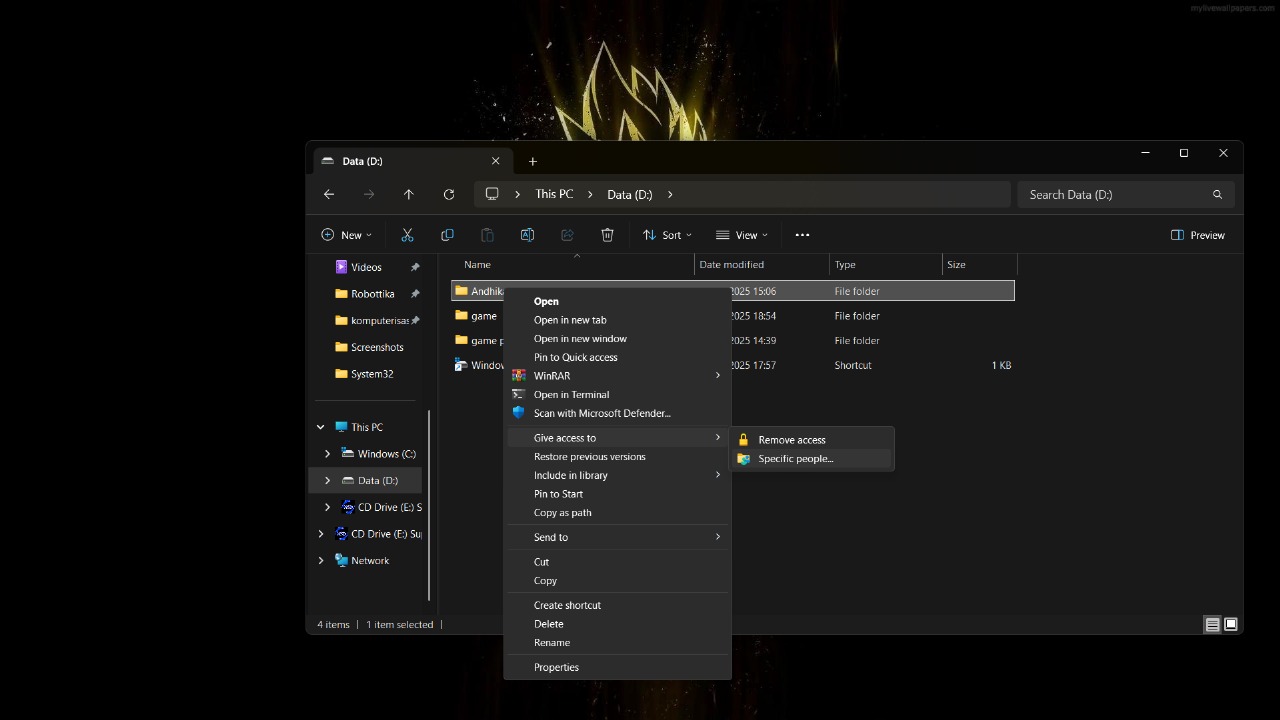 mylivewallpapers.com
Data (D:)
This PC
Data (D:)
Search Data (D:)
New
Sort
View
Preview
Name
Date modified
Type
Size
Videos
Robottika
komputerisas
Screenshots
System32
This PC
Windows (C:)
Data (D:)
CD Drive (E:) S
CD Drive (E:) Su
Network
Andhika
2025 15:06
File folder
game
2025 18:54
File folder
game p
2025 14:39
File folder
Window
2025 17:57
Shortcut
1 KB
Open
Open in new tab
Open in new window
Pin to Quick access
WinRAR
Open in Terminal
Scan with Microsoft Defender...
Give access to
Restore previous versions
Include in library
Pin to Start
Copy as path
Send to
Cut
Copy
Create shortcut
Delete
Rename
Properties
Remove access
Specific people...
4 items
1 item selected